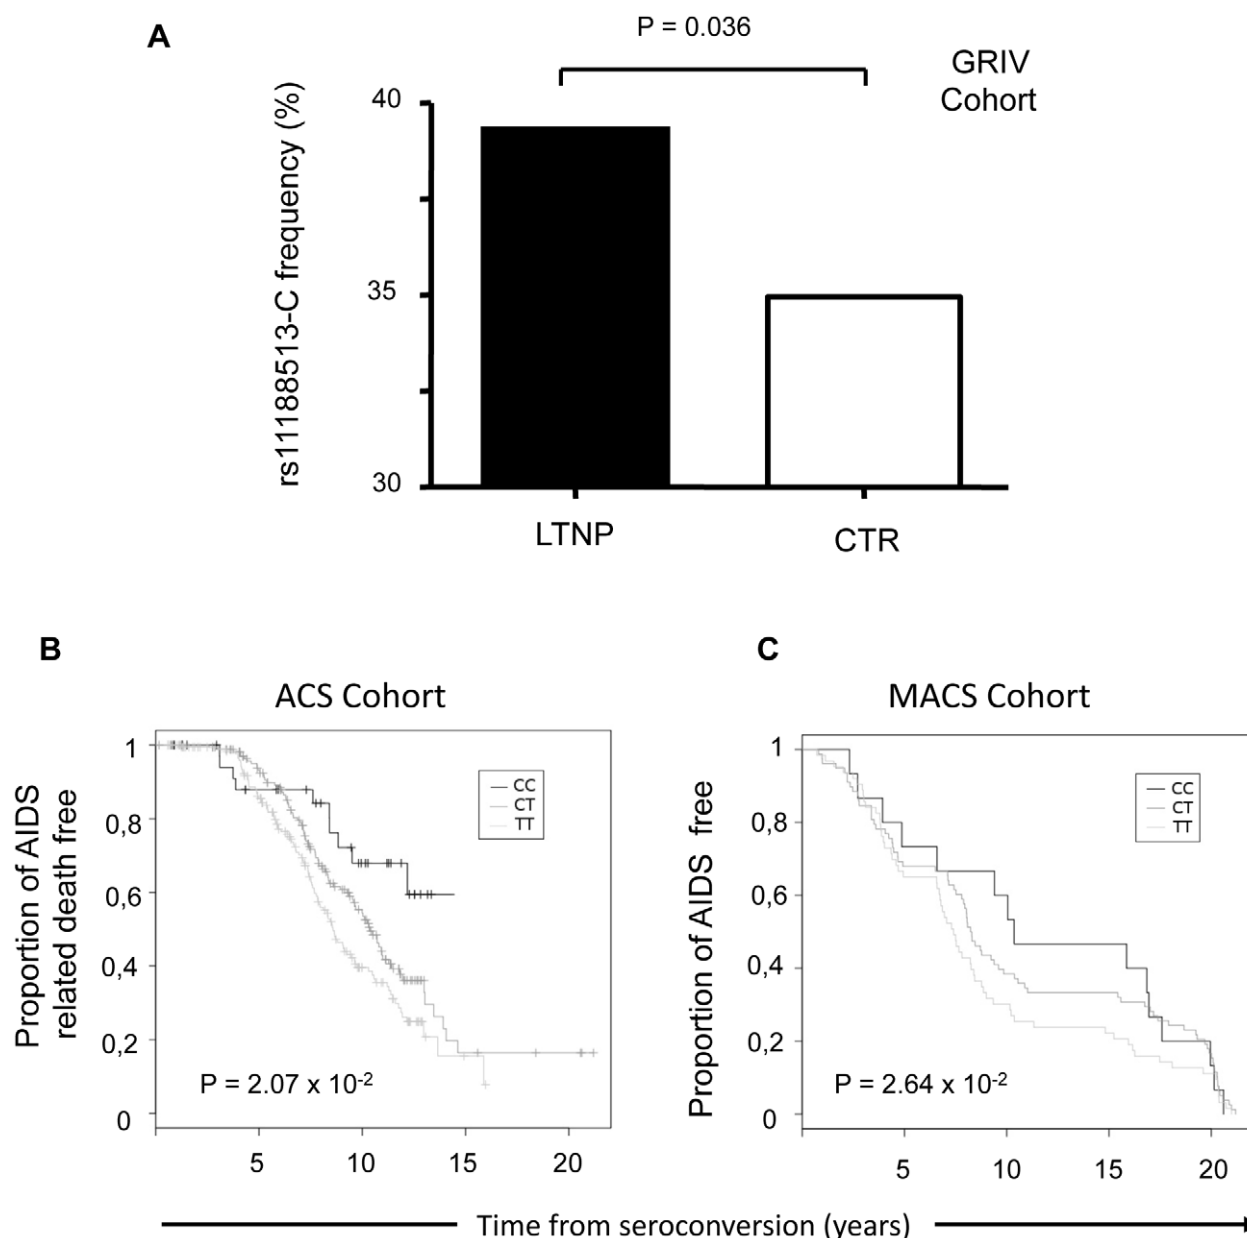 A
P = 0.036
GRIV
Cohort
rs11188513-C frequency (%)
40
35
30
LTNP
CTR
B
ACS Cohort
Proportion of AIDS
related death free
1
0,8
0,6
0,4
0,2
0
CC
CT
TT
P = 2.07 x 10-2
5
10
15
20
C
MACS Cohort
Proportion of AIDS free
1
0,8
0,6
0,4
0,2
0
CC
CT
TT
P = 2.64 x 10-2
5
10
15
20
Time from seroconversion (years)